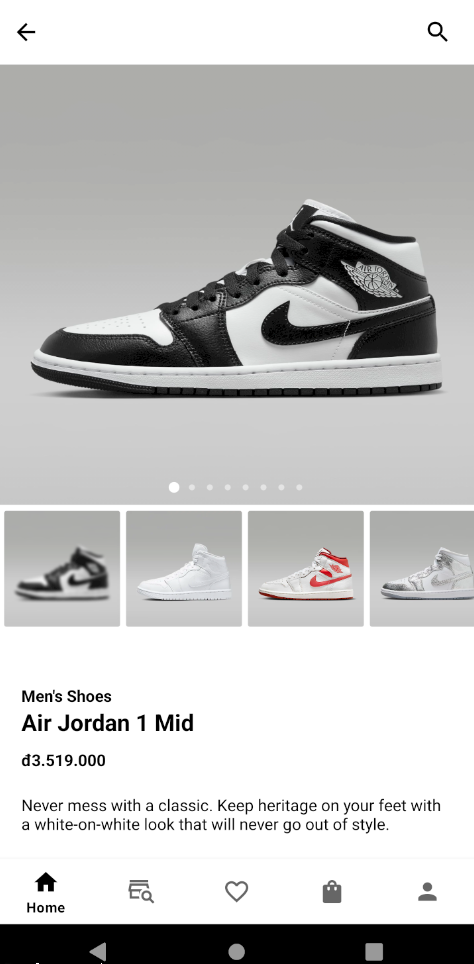 Men's Shoes
Air Jordan 1 Mid
đ3.519.000
Never mess with a classic. Keep heritage on your feet with
a white-on-white look that will never go out of style.
Home